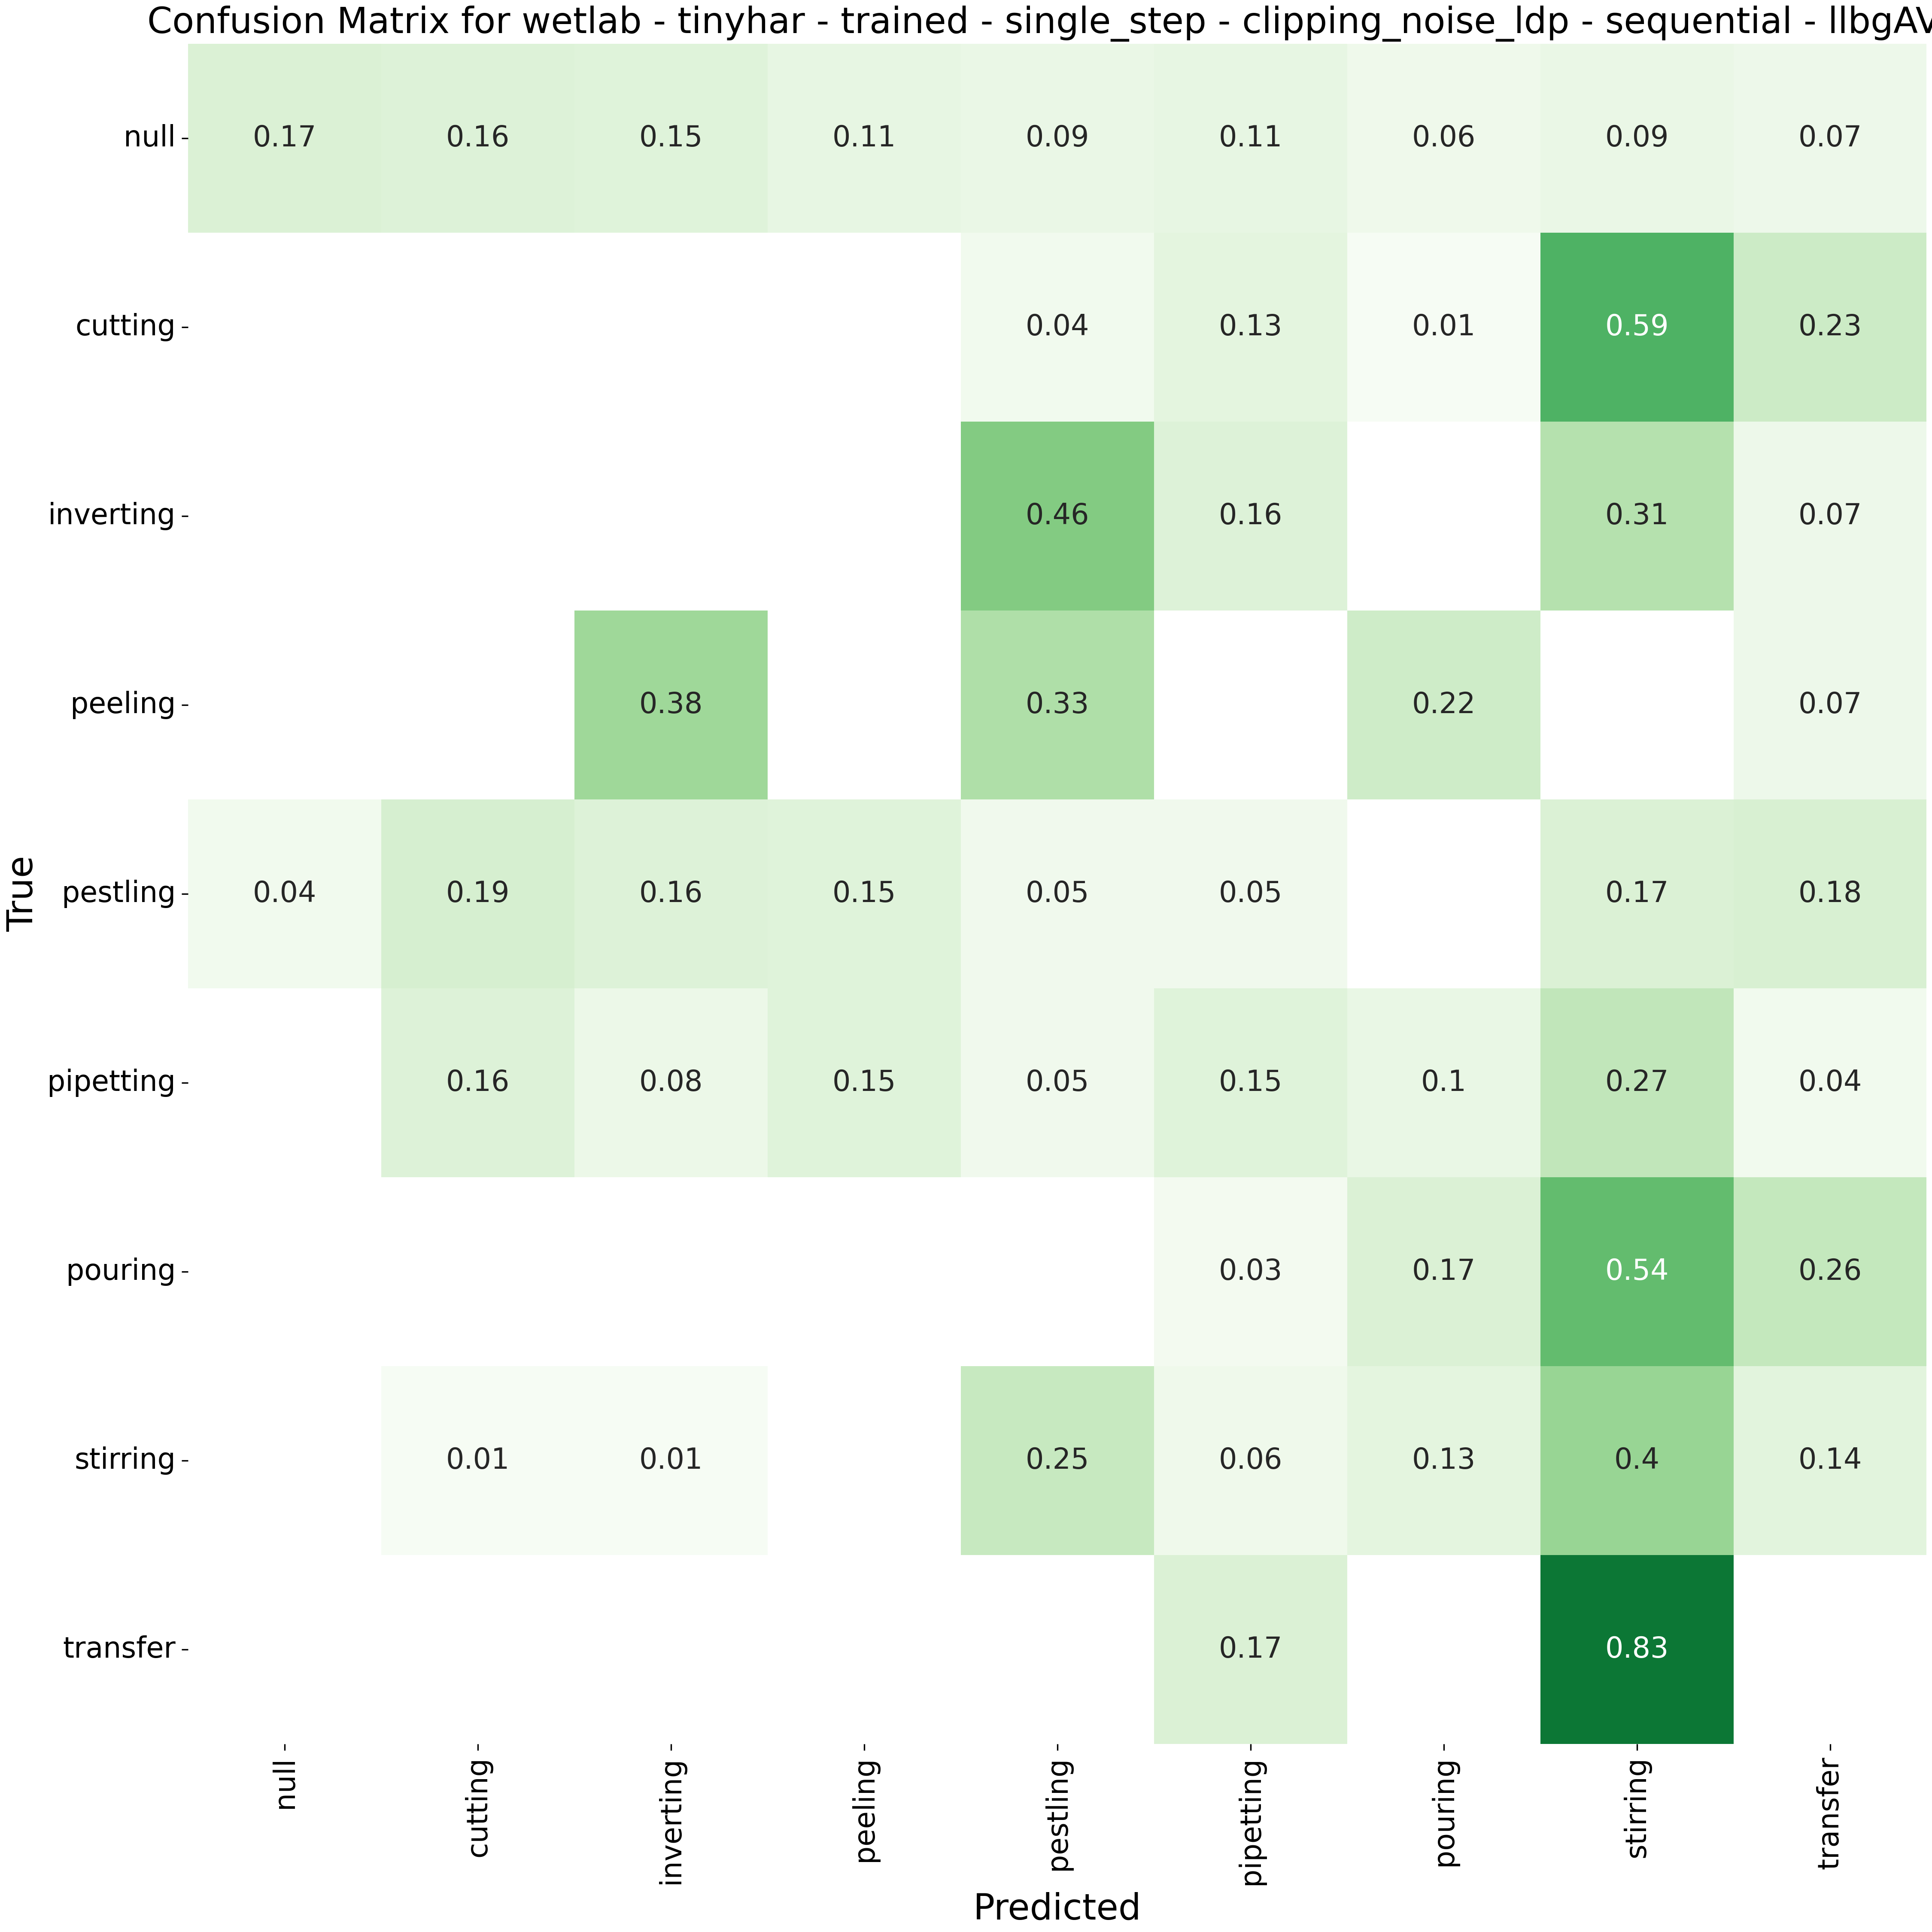 Confusion Matrix for wetlab - tinyhar - trained - single_step - clipping_noise_ldp - sequential - llbgAV
null 0.17 0.16 0.15 0.11 0.09 0.11 0.06 0.09 0.07
cutting 0.04 0.13 0.01 0.59 0.23
inverting 0.46 0.16 0.31 0.07
peeling 0.38 0.33 0.22 0.07
pestling 0.04 0.19 0.16 0.15 0.05 0.05 0.17 0.18
pipetting 0.16 0.08 0.15 0.05 0.15 0.1 0.27 0.04
pouring 0.03 0.17 0.54 0.26
stirring 0.01 0.01 0.25 0.06 0.13 0.4 0.14
transfer 0.17 0.83
True
null cutting inverting peeling pestling pipetting pouring stirring transfer
Predicted